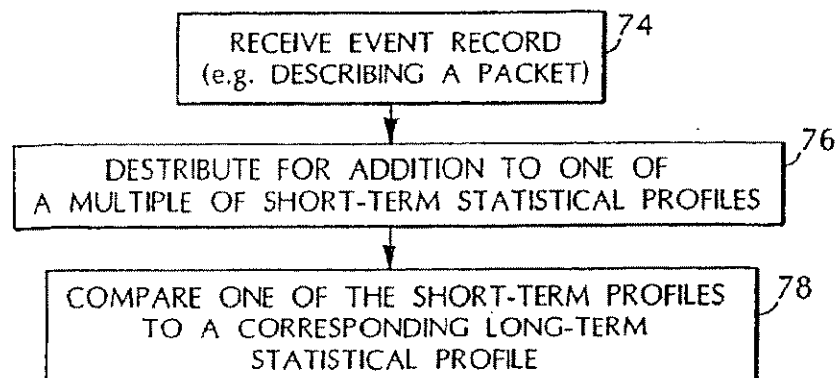 RECEIVE EVENT RECORD
(e.g. DESCRIBING A PACKET)
74
DESTRIBUTE FOR ADDITION TO ONE OF
A MULTIPLE OF SHORT-TERM STATISTICAL PROFILES
76
COMPARE ONE OF THE SHORT-TERM PROFILES
TO A CORRESPONDING LONG-TERM
STATISTICAL PROFILE
78